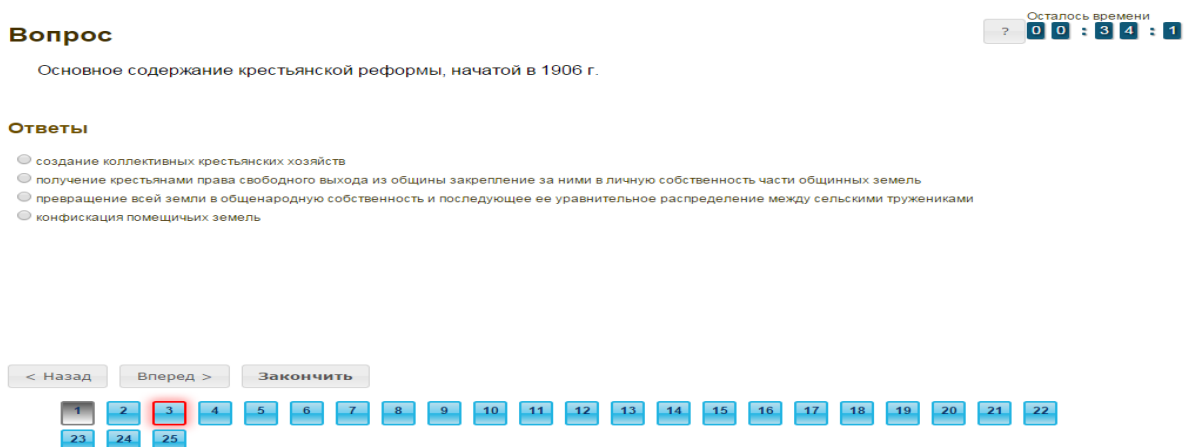 Осталось времени
Вопрос
? 0 0 : 3 4 : 1
Основное содержание крестьянской реформы, начатой в 1906 г.
Ответы
создание коллективных крестьянских хозяйств
получение крестьянами права свободного выхода из общины закрепление за ними в личную собственность части общинных земель
превращение всей земли в общенародную собственность и последующее ее уравнительное распределение между сельскими тружениками
конфискация помещичьих земель
< Назад Вперед > Закончить
1 2 3 4 5 6 7 8 9 10 11 12 13 14 15 16 17 18 19 20 21 22
23 24 25